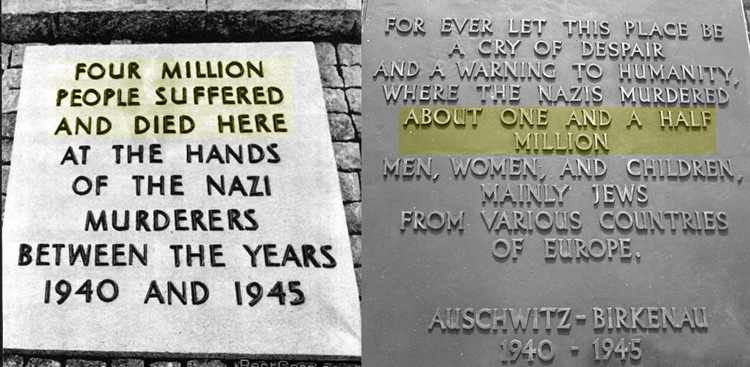 FOUR MILLION
PEOPLE SUFFERED
AND DIED HERE
AT THE HANDS
OF THE NAZI
MURDERERS
BETWEEN THE YEARS
1940 AND 1945
FOR EVER LET THIS PLACE BE
A CRY OF DESPAIR
AND A WARNING TO HUMANITY,
WHERE THE NAZIS MURDERED
ABOUT ONE AND A HALF
MILLION
MEN, WOMEN, AND CHILDREN,
MAINLY JEWS
FROM VARIOUS COUNTRIES
OF EUROPE.
AUSCHWITZ-BIRKENAU
1940 - 1945